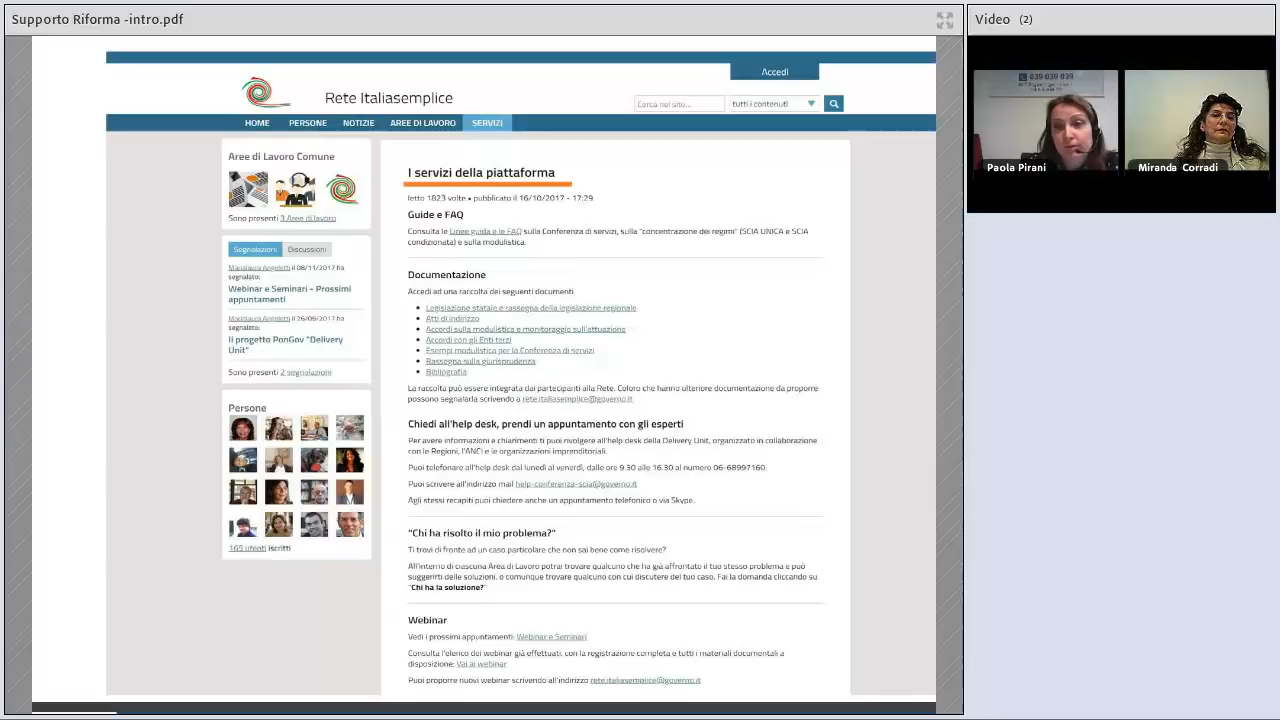 Supporto Riforma -intro.pdf
Video (2)
Accedi
Rete Italiasemplice
Cerca nel sito...
tutti i contenuti
HOME PERSONE NOTIZIE AREE DI LAVORO SERVIZI
Aree di Lavoro Comune
Sono presenti 3 Aree di lavoro
Segnalazioni Discussioni
Marialaura Angeletti il 08/11/2017 ha
segnalato:
Webinar e Seminari - Prossimi
appuntamenti
Marialaura Angeletti il 26/09/2017 ha
segnalato:
Il progetto PonGov "Delivery
Unit"
Sono presenti 2 segnalazioni
Persone
165 utenti iscritti
I servizi della piattaforma
letto 1823 volte • pubblicato il 16/10/2017 - 17:29
Guide e FAQ
Consulta le Linee guida e le FAQ sulla Conferenza di servizi, sulla "concentrazione dei regimi" (SCIA UNICA e SCIA
condizionata) e sulla modulistica.
Documentazione
Accedi ad una raccolta dei seguenti documenti
Legislazione statale e rassegna della legislazione regionale
Atti di indirizzo
Accordi sulla modulistica e monitoraggio sull'attuazione
Accordi con gli Enti terzi
Esempi modulistica per la Conferenza di servizi
Rassegna sulla giurisprudenza
Bibliografia
La raccolta può essere integrata dai partecipanti alla Rete. Coloro che hanno ulteriore documentazione da proporre
possono segnalarla scrivendo a rete.italiasemplice@governo.it
Chiedi all'help desk, prendi un appuntamento con gli esperti
Per avere informazioni e chiarimenti ti puoi rivolgere all'help desk della Delivery Unit, organizzato in collaborazione
con le Regioni, l'ANCI e le organizzazioni imprenditoriali.
Puoi telefonare all'help desk dal lunedì al venerdì, dalle ore 9.30 alle 16.30 al numero 06-68997160.
Puoi scrivere all'indirizzo mail help-conferenza-scia@governo.it
Agli stessi recapiti puoi chiedere anche un appuntamento telefonico o via Skype.
"Chi ha risolto il mio problema?"
Ti trovi di fronte ad un caso particolare che non sai bene come risolvere?
All'interno di ciascuna Area di Lavoro potrai trovare qualcuno che ha già affrontato il tuo stesso problema e può
suggerirti delle soluzioni, o comunque trovare qualcuno con cui discutere del tuo caso. Fai la domanda cliccando su
"Chi ha la soluzione?"
Webinar
Vedi i prossimi appuntamenti: Webinar e Seminari
Consulta l'elenco dei webinar già effettuati, con la registrazione completa e tutti i materiali documentali a
disposizione: Vai ai webinar
Puoi proporre nuovi webinar scrivendo all'indirizzo rete.italiasemplice@governo.it
Paola Pirani
Miranda Corradi